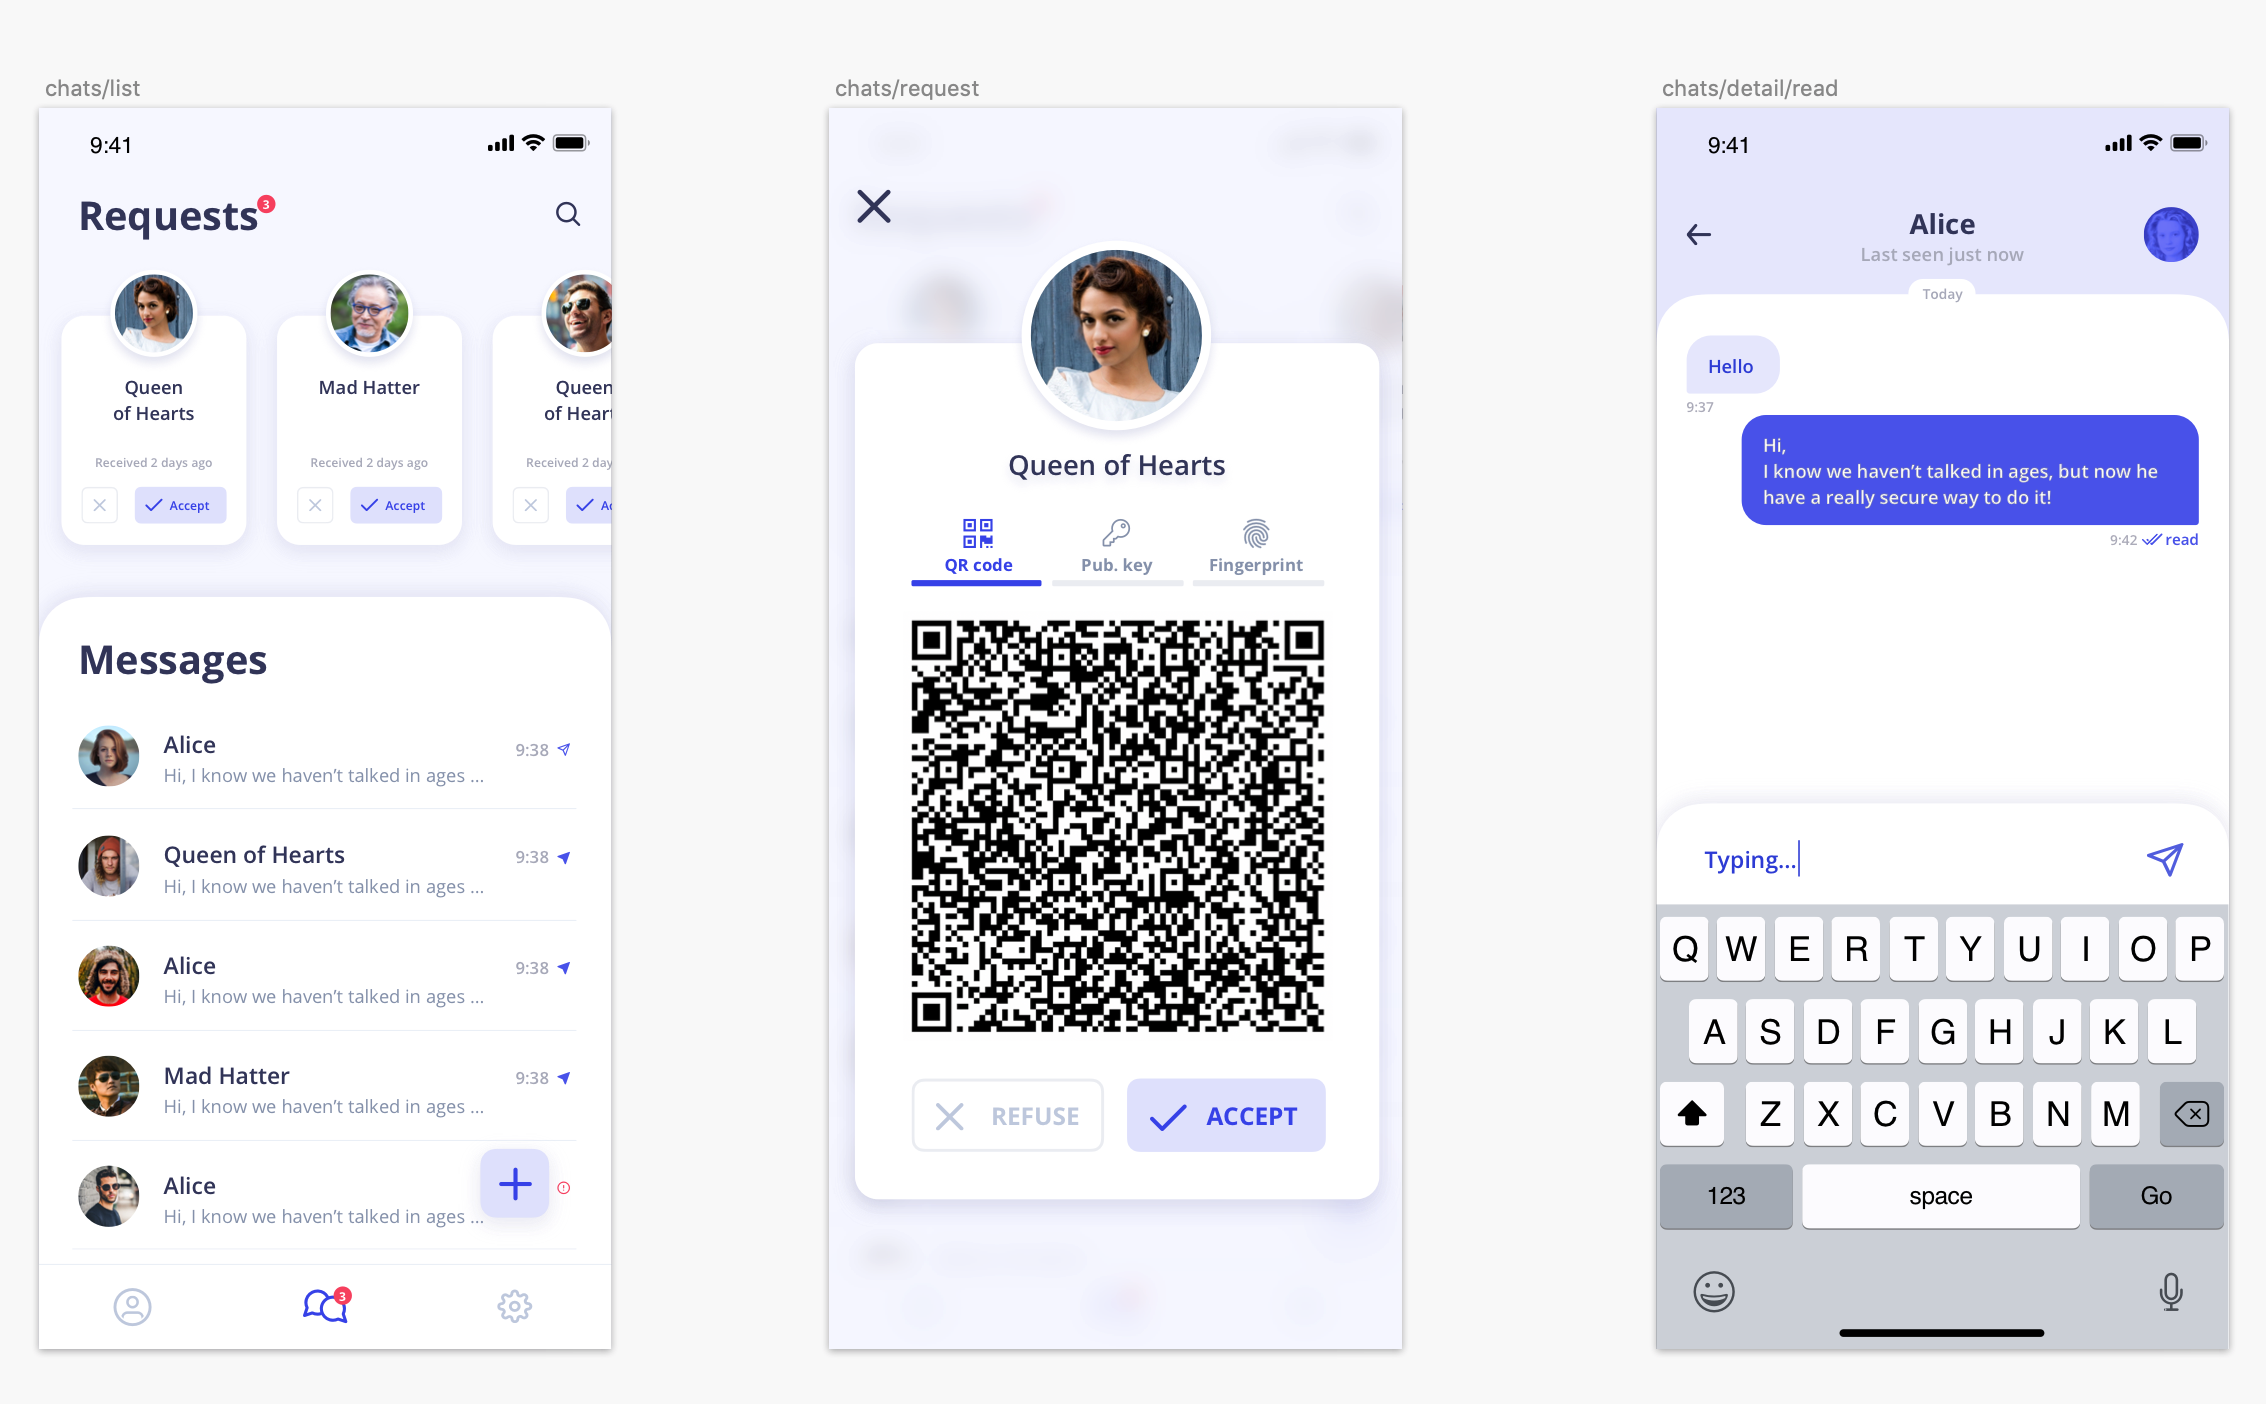 chats/list
9:41
Requests
3
Queen
of Hearts
Received 2 days ago
Accept
Mad Hatter
Received 2 days ago
Accept
Queen
of Heart
Received 2 day
Ac
Messages
Alice
9:38
Hi, I know we haven’t talked in ages ...
Queen of Hearts
9:38
Hi, I know we haven’t talked in ages ...
Alice
9:38
Hi, I know we haven’t talked in ages ...
Mad Hatter
9:38
Hi, I know we haven’t talked in ages ...
Alice
Hi, I know we haven’t talked in ages ...
3
chats/request
Queen of Hearts
QR code
Pub. key
Fingerprint
REFUSE
ACCEPT
chats/detail/read
9:41
Alice
Last seen just now
Today
Hello
9:37
Hi,
I know we haven’t talked in ages, but now he
have a really secure way to do it!
9:42 read
Typing...
Q W E R T Y U I O P
A S D F G H J K L
Z X C V B N M
123 space Go